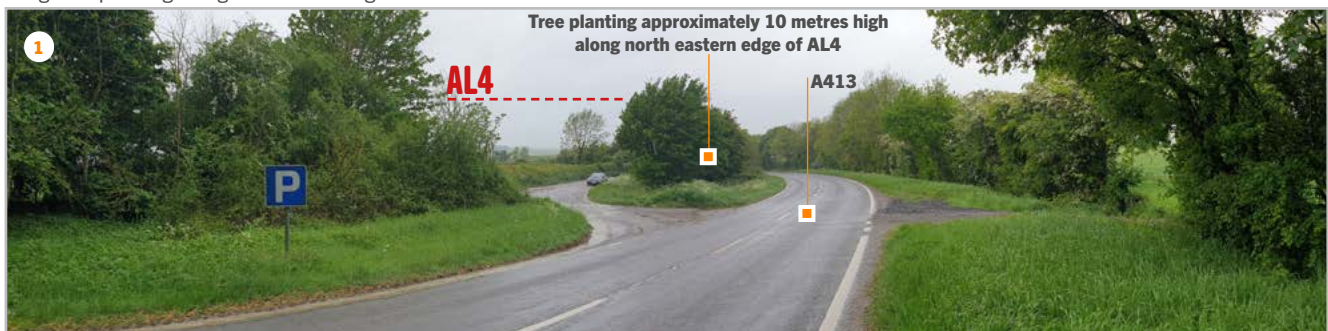 1
Tree planting approximately 10 metres high
along north eastern edge of AL4
AL4
A413
P